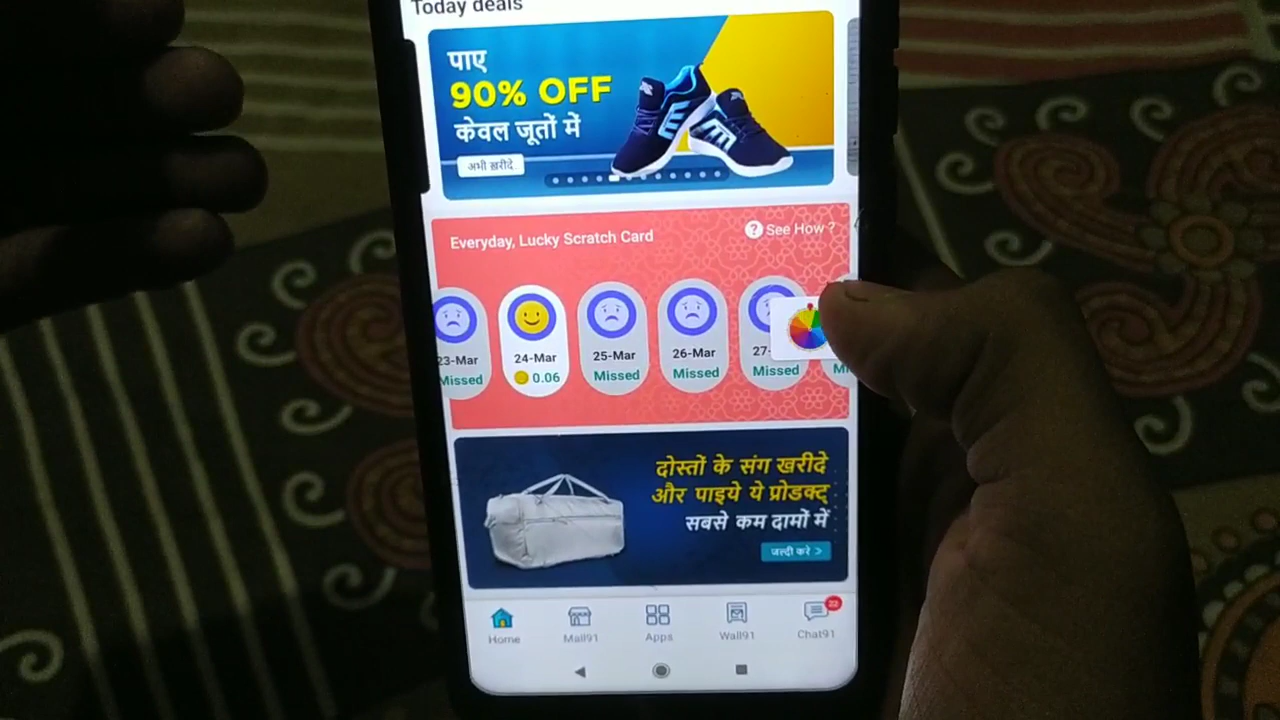 Today deals
पाए
90% OFF
केवल जूतों में
अभी ख़रीदे
Everyday, Lucky Scratch Card
? See How ?
23-Mar
Missed
24-Mar
0.06
25-Mar
Missed
26-Mar
Missed
27-
Missed
दोस्तों के संग खरीदे
और पाइये ये प्रोडक्ट्
सबसे कम दामों में
जल्दी करे >
Home
Mall91
Apps
Wall91
Chat91
22